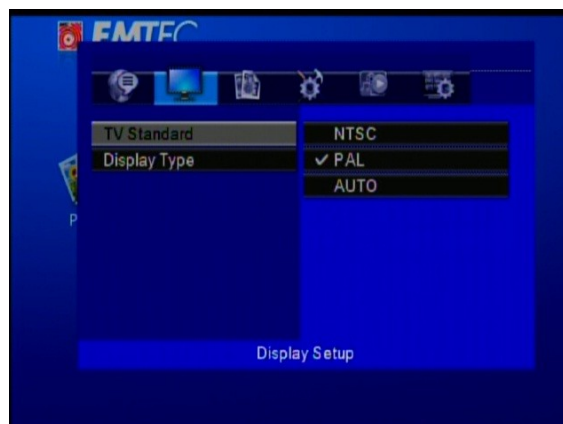 EMTEC
TV Standard
Display Type
NTSC
PAL
AUTO
P
Display Setup